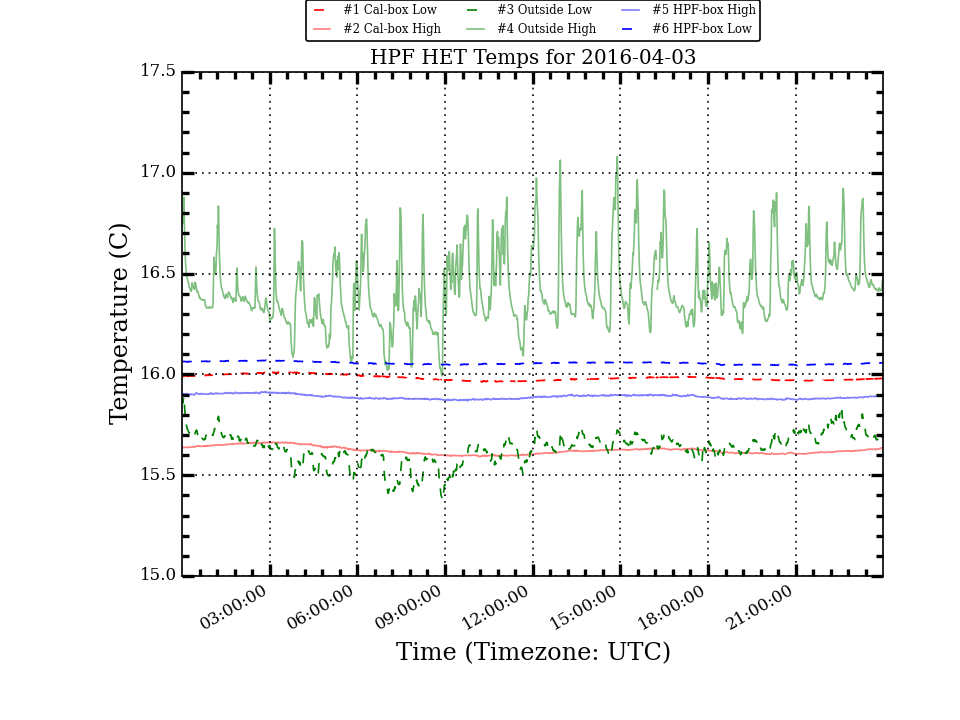 #1 Cal-box Low #3 Outside Low #5 HPF-box High
#2 Cal-box High #4 Outside High #6 HPF-box Low
HPF HET Temps for 2016-04-03
17.5
17.0
16.5
16.0
15.5
15.0
Temperature (C)
03:00:00 06:00:00 09:00:00 12:00:00 15:00:00 18:00:00 21:00:00
Time (Timezone: UTC)